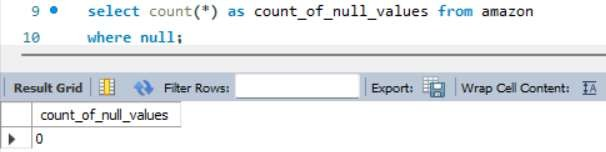 9 select count(*) as count_of_null_values from amazon
10 where null;
Result Grid Filter Rows: Export: Wrap Cell Content: IA
count_of_null_values
0